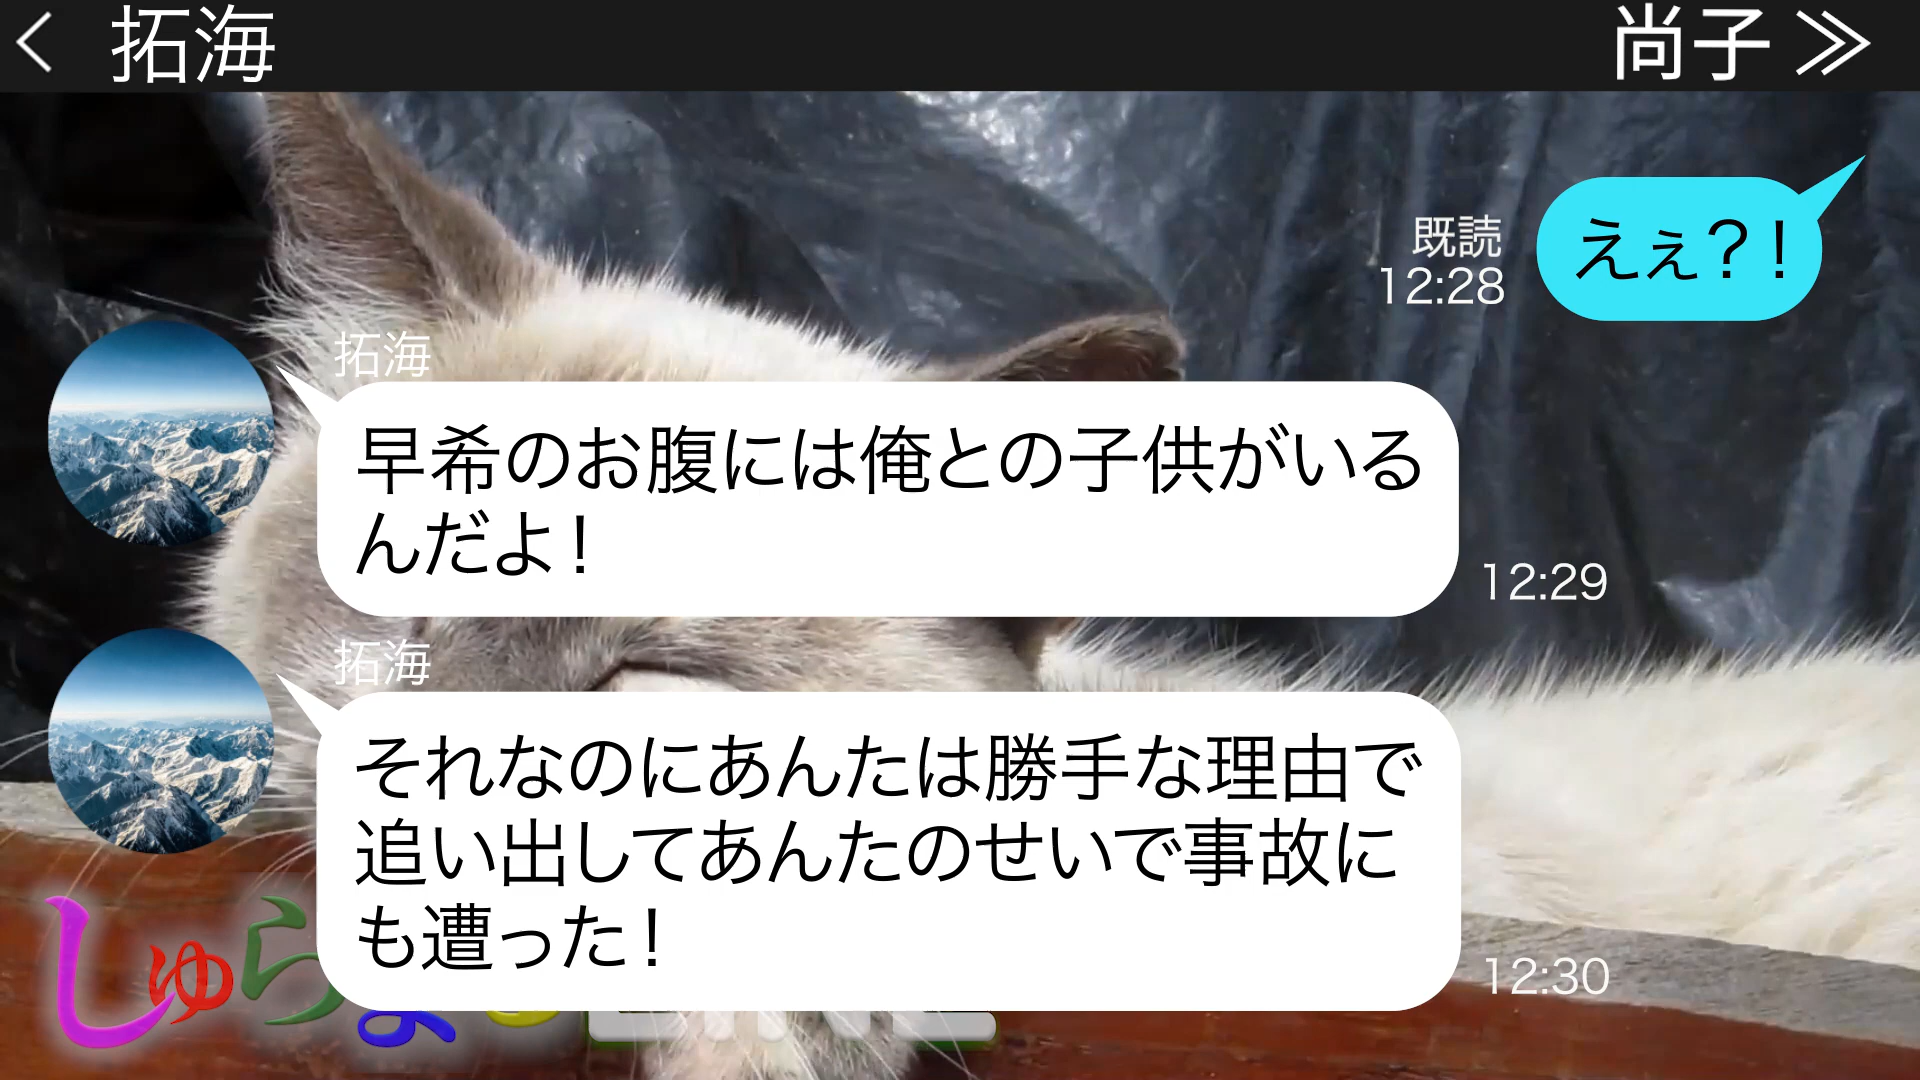 拓海
尚子
えぇ？！
既読
12:28
拓海
早希のお腹には俺との子供がいる
んだよ！
12:29
拓海
それなのにあんたは勝手な理由で
追い出してあんたのせいで事故に
も遭った！
12:30
しゅら